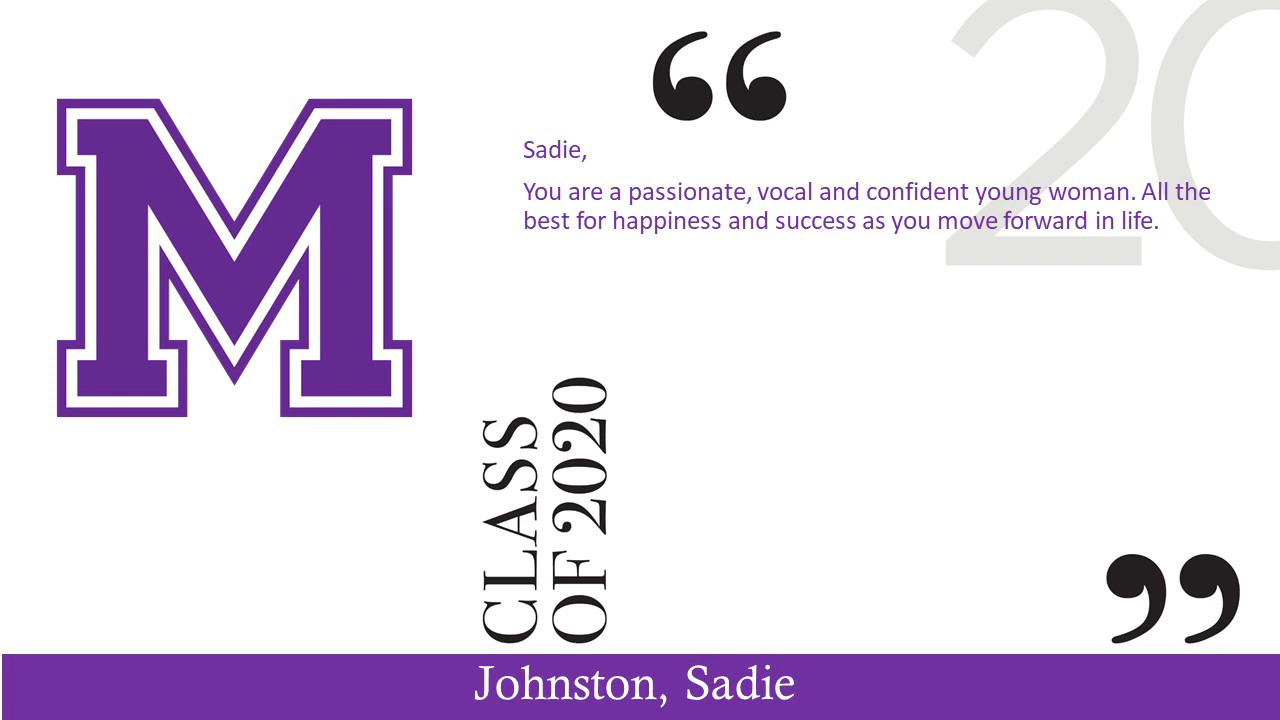 M
20
“
Sadie,
You are a passionate, vocal and confident young woman. All the
best for happiness and success as you move forward in life.
CLASS
OF 2020
”
Johnston, Sadie